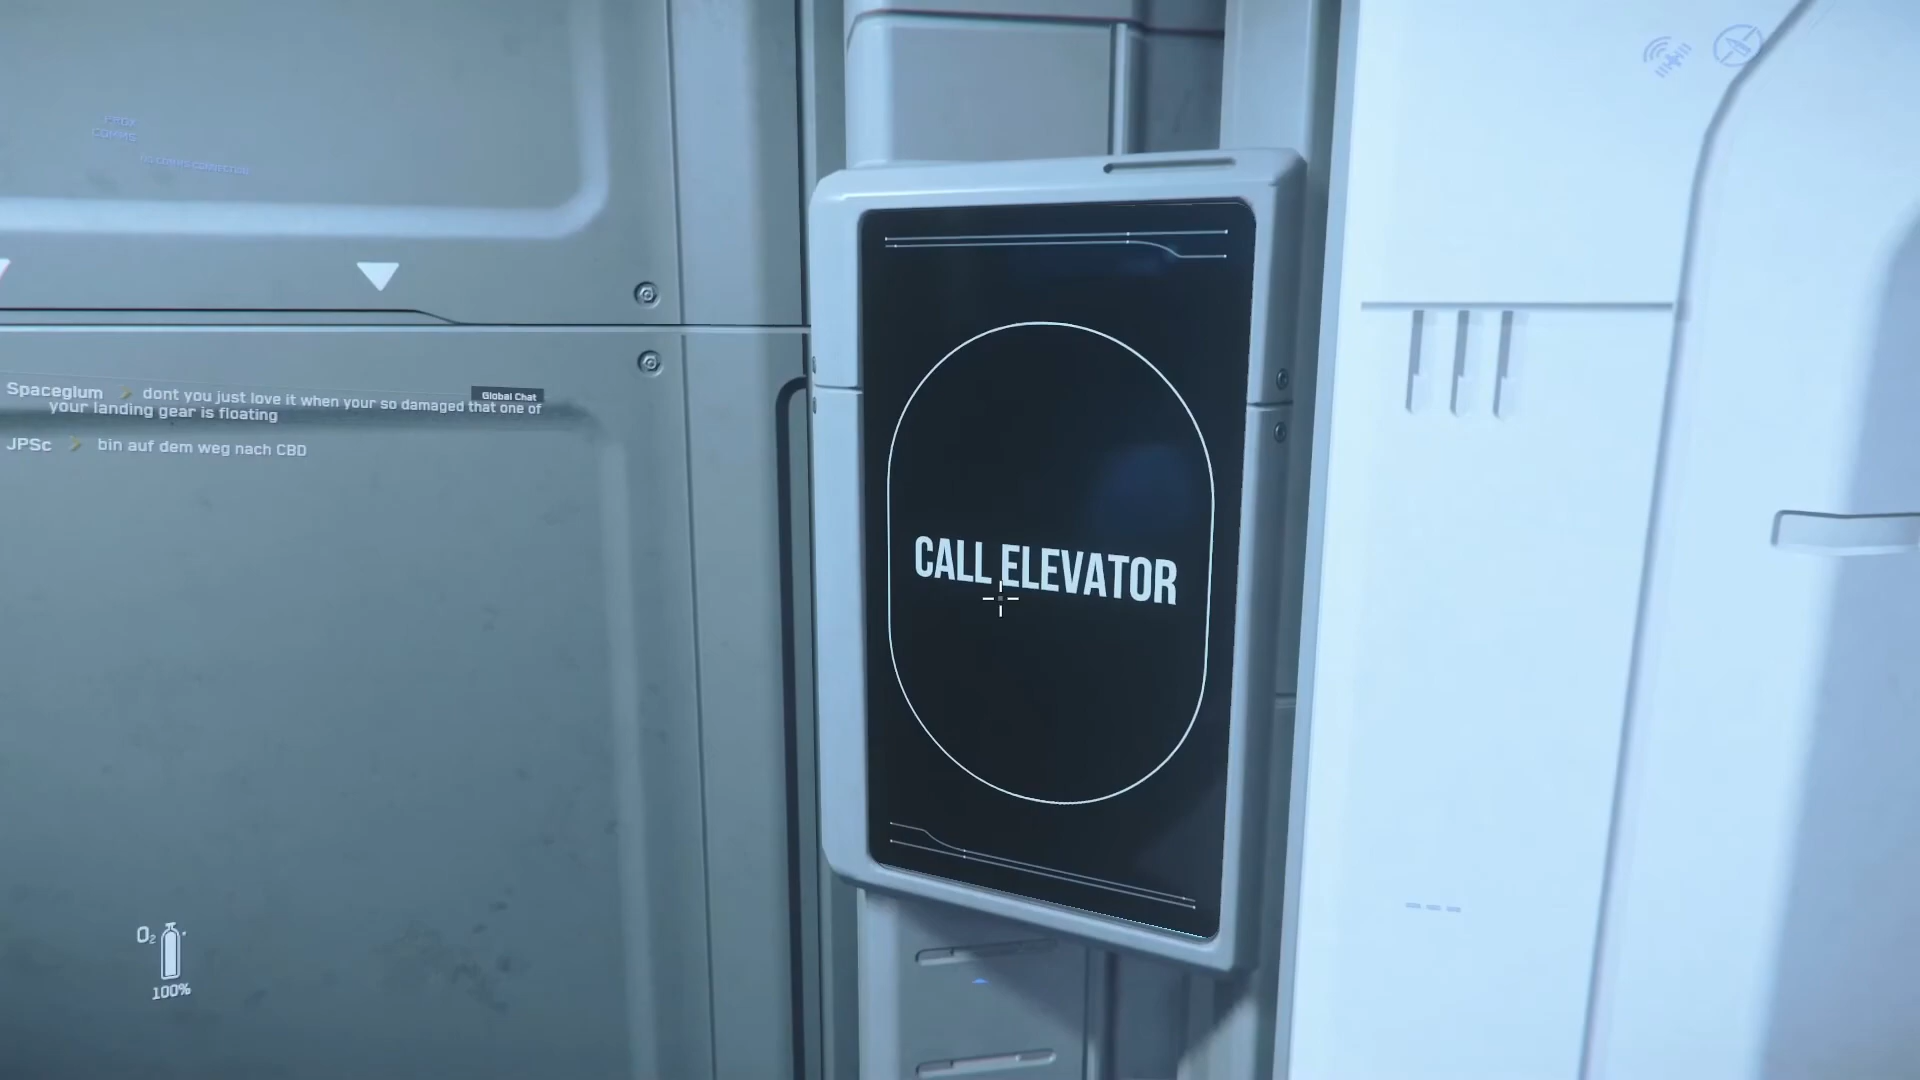 Global Chat
Spaceglum > dont you just love it when your so damaged that one of
your landing gear is floating
JPSc > bin auf dem weg nach CBD
CALL ELEVATOR
O₂
100%